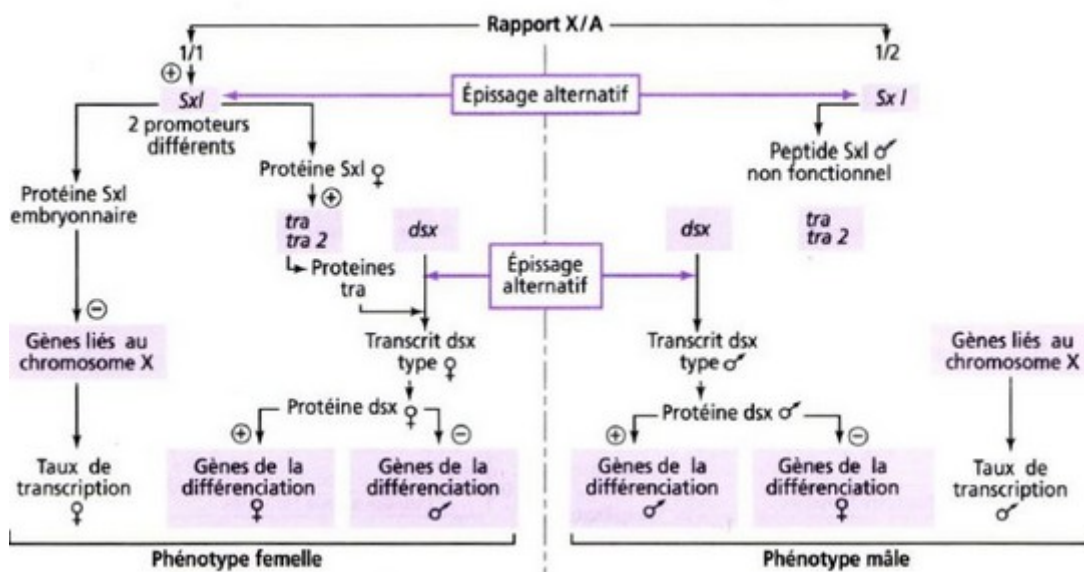 Rapport X/A
1/1
1/2
+
Sxl
Épissage alternatif
Sxl
2 promoteurs
différents
Peptide Sxl ♂
non fonctionnel
Protéine Sxl ♀
Protéine Sxl
embryonnaire
+
tra
tra 2
dsx
dsx
tra
tra 2
Proteines
tra
Épissage
alternatif
−
Gènes liés au
chromosome X
Transcrit dsx
type ♀
Transcrit dsx
type ♂
Gènes liés au
chromosome X
Protéine dsx ♀
Protéine dsx ♂
+
−
+
−
Taux de
transcription
♀
Gènes de la
différenciation
♀
Gènes de la
différenciation
♂
Gènes de la
différenciation
♂
Gènes de la
différenciation
♀
Taux de
transcription
♂
Phénotype femelle
Phénotype mâle